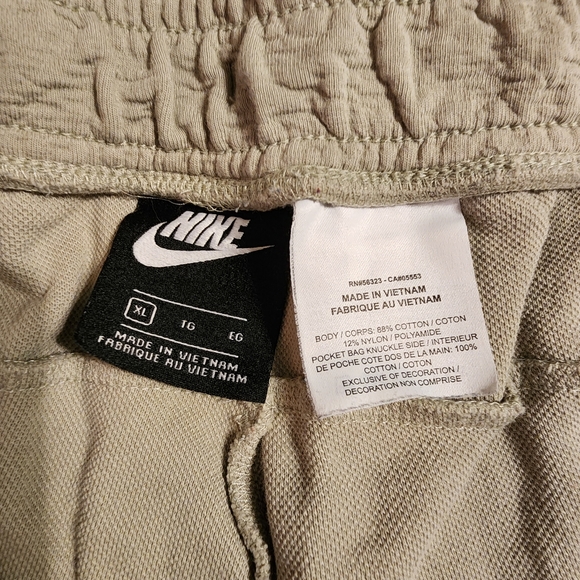 NIKE
XL TG EG
MADE IN VIETNAM
FABRIQUE AU VIETNAM
RN#56323 - CA#05553
MADE IN VIETNAM
FABRIQUE AU VIETNAM
BODY / CORPS: 88% COTTON / COTON
12% NYLON / POLYAMIDE
POCKET BAG KNUCKLE SIDE / INTERIEUR
DE POCHE COTE DOS DE LA MAIN: 100%
COTTON / COTON
EXCLUSIVE OF DECORATION /
DECORATION NON COMPRISE